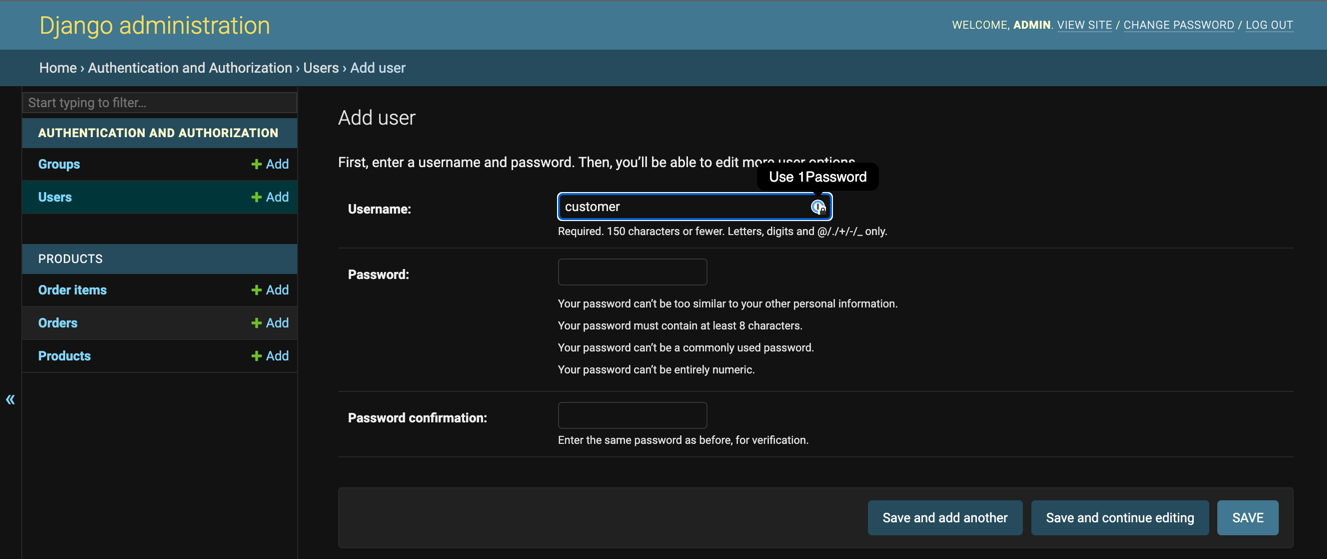 Django administration
WELCOME, ADMIN. VIEW SITE / CHANGE PASSWORD / LOG OUT
Home › Authentication and Authorization › Users › Add user
Start typing to filter...
AUTHENTICATION AND AUTHORIZATION
Groups + Add
Users + Add
PRODUCTS
Order items + Add
Orders + Add
Products + Add
«
Add user
First, enter a username and password. Then, you’ll be able to edit more user options.
Use 1Password
Username: customer
Required. 150 characters or fewer. Letters, digits and @/./+/-/_ only.
Password:
Your password can’t be too similar to your other personal information.
Your password must contain at least 8 characters.
Your password can’t be a commonly used password.
Your password can’t be entirely numeric.
Password confirmation:
Enter the same password as before, for verification.
Save and add another
Save and continue editing
SAVE